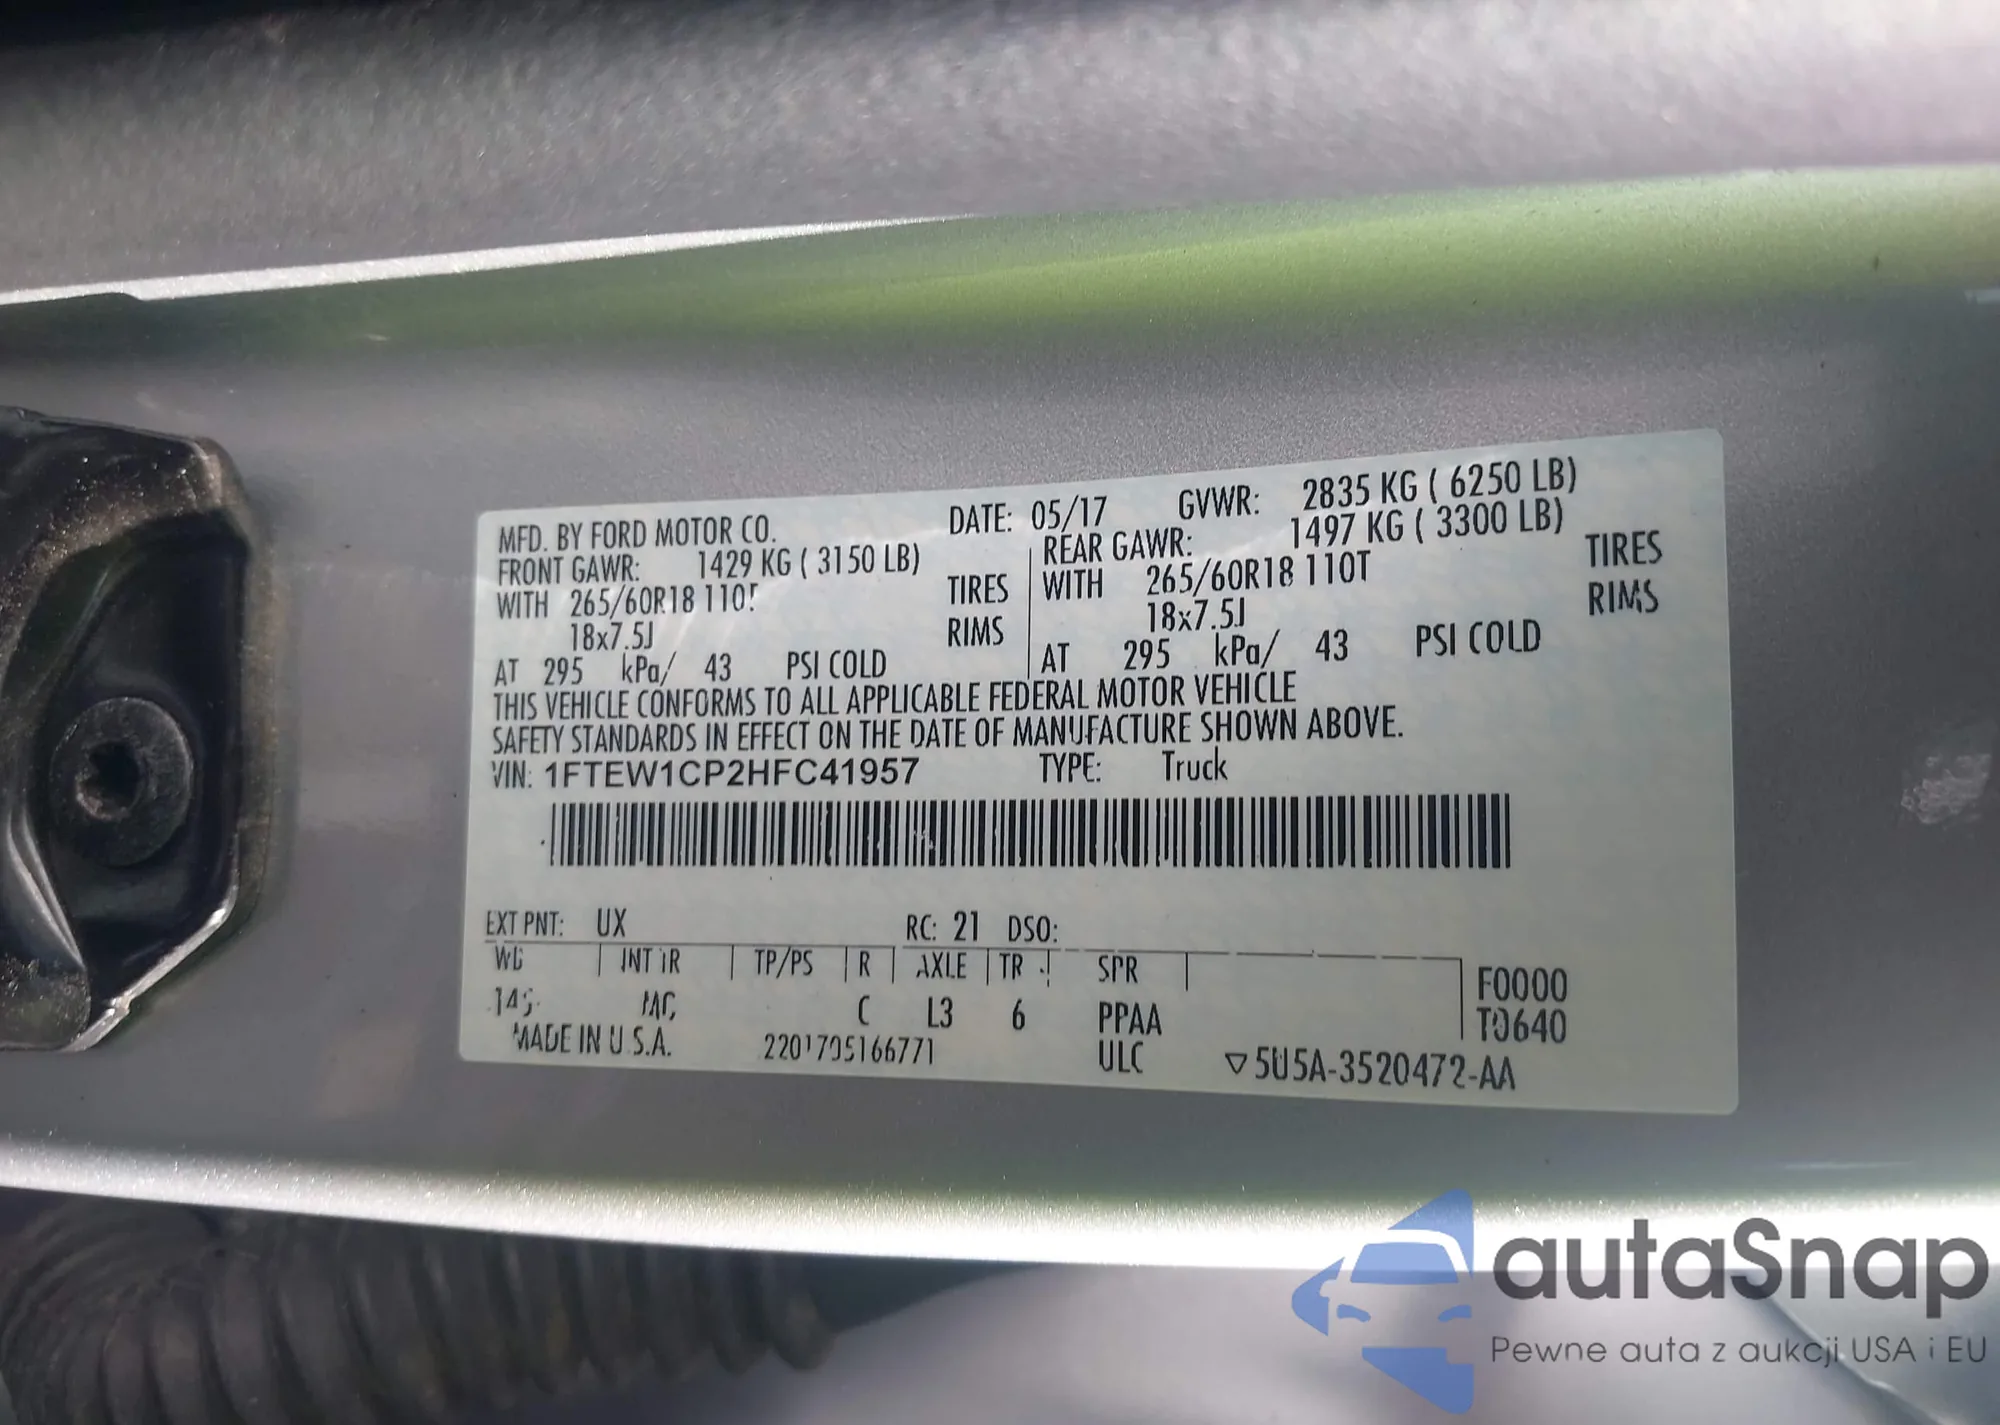 MFD. BY FORD MOTOR CO. DATE: 05/17 GVWR: 2835 KG ( 6250 LB)
FRONT GAWR: 1429 KG ( 3150 LB) REAR GAWR: 1497 KG ( 3300 LB)
WITH 265/60R18 TIRES WITH 265/60R18 110T TIRES
18x7.5J RIMS 18x7.5J RIMS
AT 295 kPa/ 43 PSI COLD AT 295 kPa/ 43 PSI COLD
THIS VEHICLE CONFORMS TO ALL APPLICABLE FEDERAL MOTOR VEHICLE
SAFETY STANDARDS IN EFFECT ON THE DATE OF MANUFACTURE SHOWN ABOVE.
VIN: 1FTEW1CP2HFC41957 TYPE: Truck
EXT PNT: UX RC: 21 DSO:
TP/PS R AXLE TR SPR F0000
C L3 6 PPAA T0640
MADE IN U.S.A. 2201705166771 ULC ▽5U5A-3520472-AA
autaSnap
Pewne auta z aukcji USA i EU